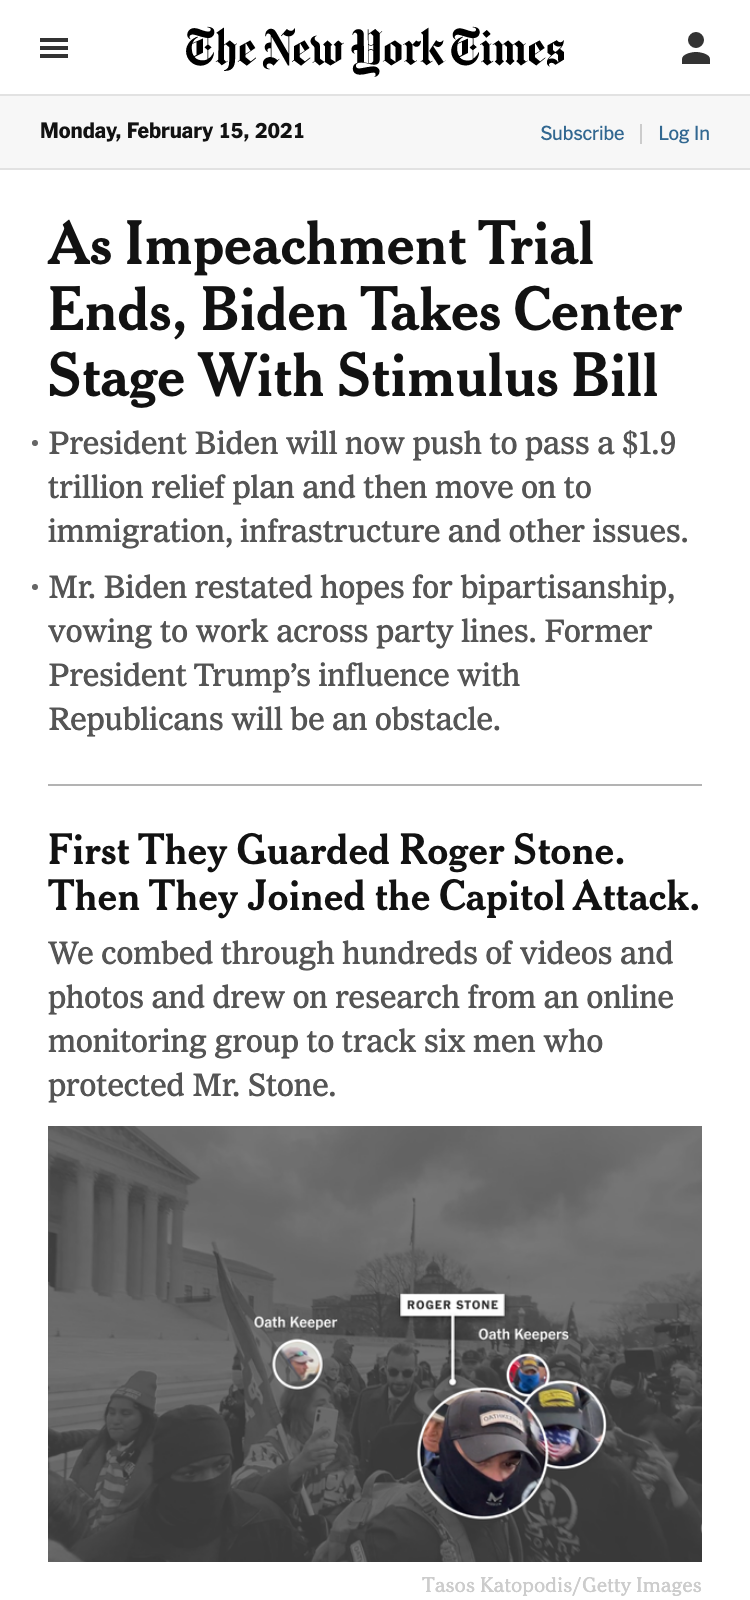 The New York Times
Monday, February 15, 2021
Subscribe | Log In
As Impeachment Trial
Ends, Biden Takes Center
Stage With Stimulus Bill
• President Biden will now push to pass a $1.9
trillion relief plan and then move on to
immigration, infrastructure and other issues.
• Mr. Biden restated hopes for bipartisanship,
vowing to work across party lines. Former
President Trump’s influence with
Republicans will be an obstacle.
First They Guarded Roger Stone.
Then They Joined the Capitol Attack.
We combed through hundreds of videos and
photos and drew on research from an online
monitoring group to track six men who
protected Mr. Stone.
ROGER STONE
Oath Keeper
Oath Keepers
Tasos Katopodis/Getty Images